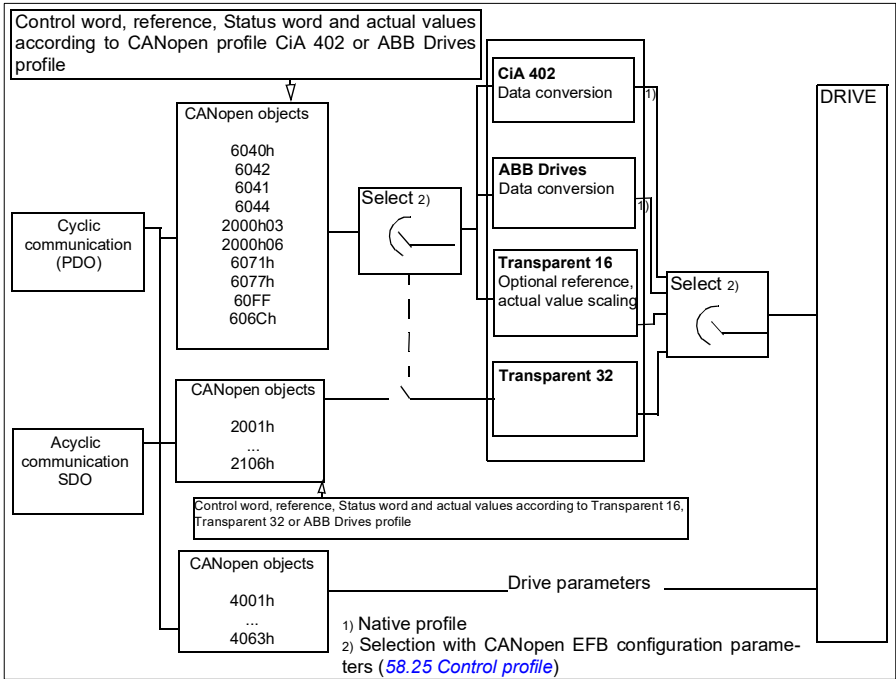 Control word, reference, Status word and actual values
according to CANopen profile CiA 402 or ABB Drives
profile
CANopen objects
6040h
6042
6041
6044
2000h03
2000h06
6071h
6077h
60FF
606Ch
Cyclic
communication
(PDO)
Select 2)
CiA 402
Data conversion
1)
ABB Drives
Data conversion
1)
Transparent 16
Optional reference,
actual value scaling
Transparent 32
Select 2)
DRIVE
CANopen objects
2001h
...
2106h
Acyclic
communication
SDO
Control word, reference, Status word and actual values according to Transparent 16,
Transparent 32 or ABB Drives profile
CANopen objects
4001h
...
4063h
Drive parameters
1) Native profile
2) Selection with CANopen EFB configuration parame-
ters (58.25 Control profile)